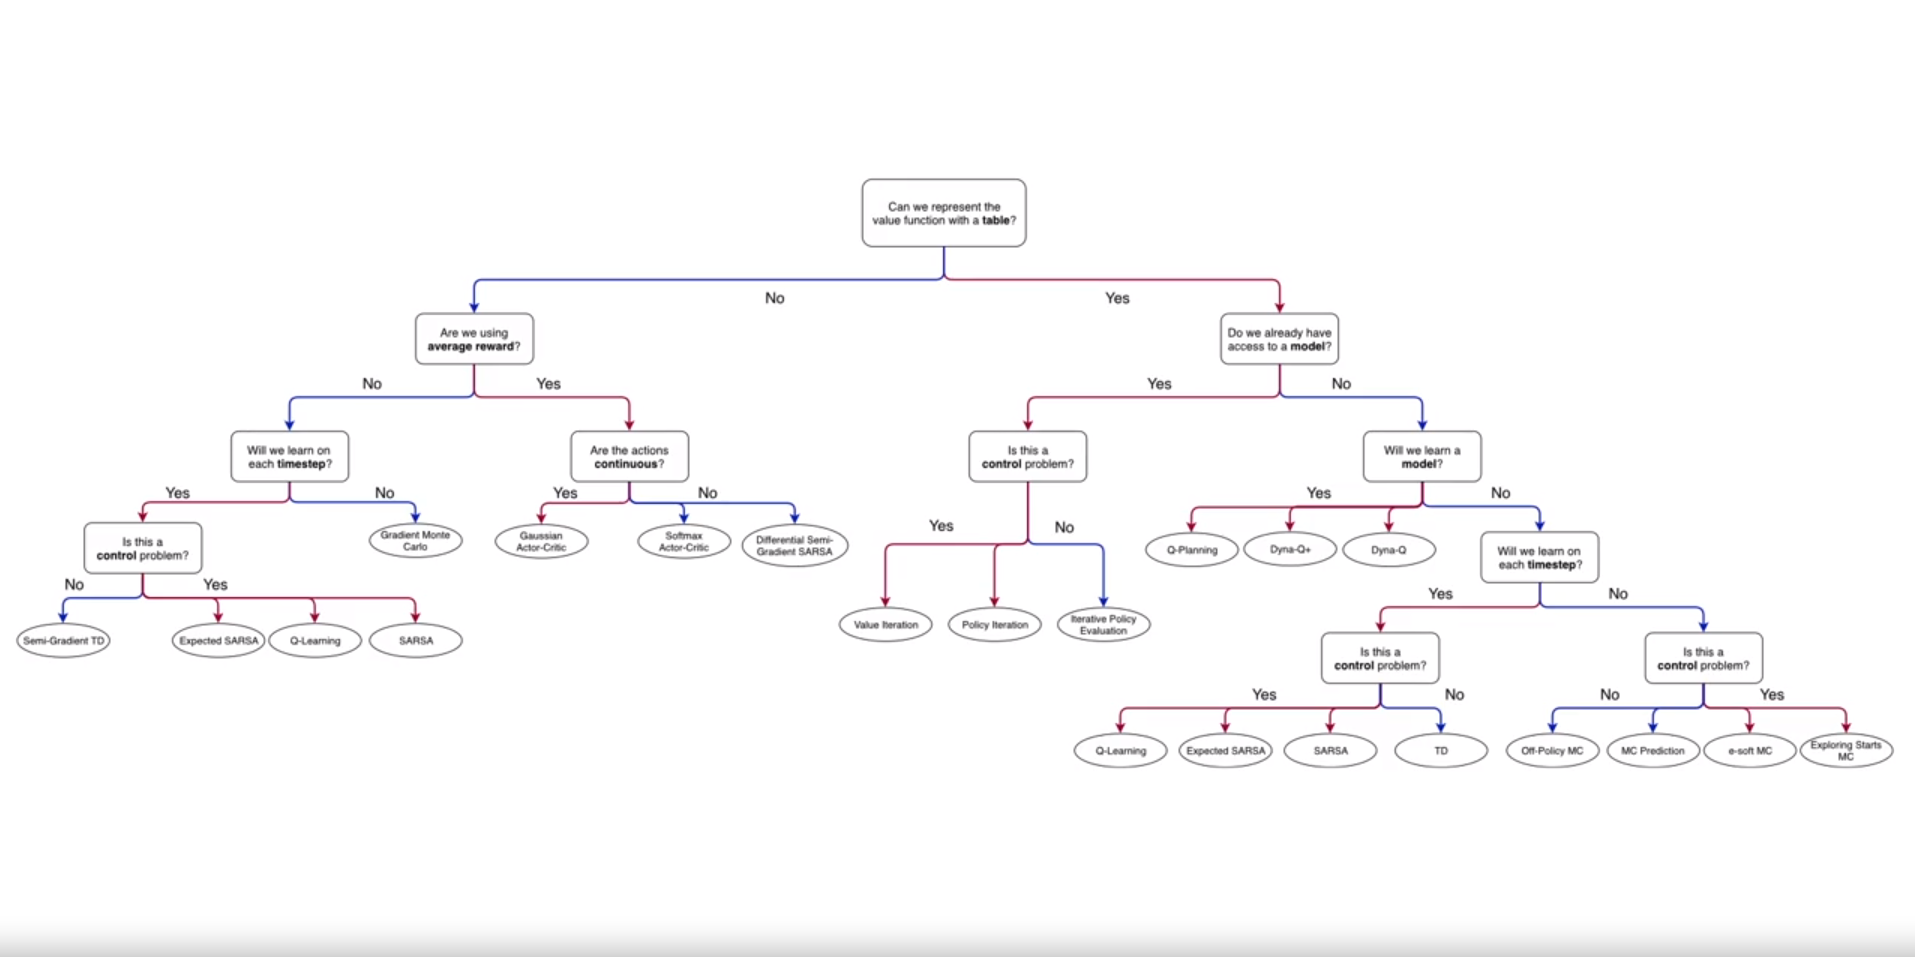 Can we represent the
value function with a table?
No
Yes
Are we using
average reward?
Do we already have
access to a model?
No
Yes
Yes
No
Will we learn on
each timestep?
Are the actions
continuous?
Is this a
control problem?
Will we learn a
model?
Yes
No
Yes
No
Yes
No
Yes
No
Is this a
control problem?
Gradient Monte
Carlo
Gaussian
Actor-Critic
Softmax
Actor-Critic
Differential Semi-
Gradient SARSA
Q-Planning
Dyna-Q+
Dyna-Q
Will we learn on
each timestep?
No
Yes
Yes
No
Semi-Gradient TD
Expected SARSA
Q-Learning
SARSA
Value Iteration
Policy Iteration
Iterative Policy
Evaluation
Is this a
control problem?
Is this a
control problem?
Yes
No
No
Yes
Q-Learning
Expected SARSA
SARSA
TD
Off-Policy MC
MC Prediction
e-soft MC
Exploring Starts
MC